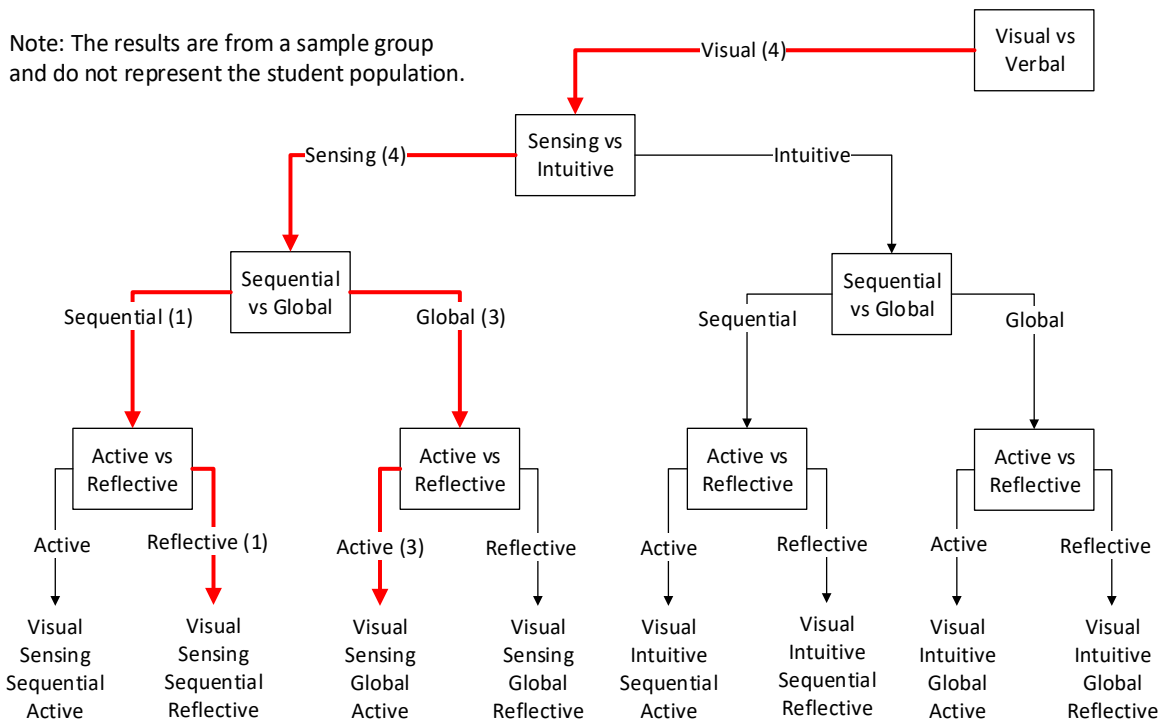 Note: The results are from a sample group
and do not represent the student population.
Visual (4)
Visual vs
Verbal
Sensing (4)
Sensing vs
Intuitive
Intuitive
Sequential (1)
Sequential
vs Global
Global (3)
Sequential
Sequential
vs Global
Global
Active vs
Reflective
Active vs
Reflective
Active vs
Reflective
Active vs
Reflective
Active
Reflective (1)
Active (3)
Reflective
Active
Reflective
Active
Reflective
Visual
Sensing
Sequential
Active
Visual
Sensing
Sequential
Reflective
Visual
Sensing
Global
Active
Visual
Sensing
Global
Reflective
Visual
Intuitive
Sequential
Active
Visual
Intuitive
Sequential
Reflective
Visual
Intuitive
Global
Active
Visual
Intuitive
Global
Reflective